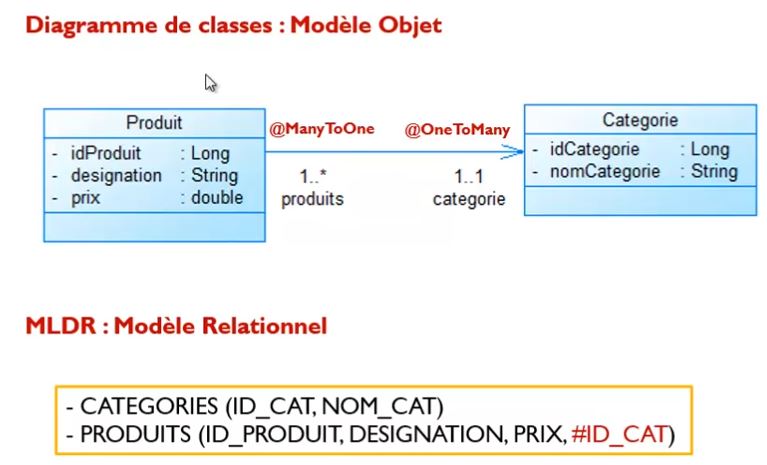 Diagramme de classes : Modèle Objet
Produit
- idProduit : Long
- designation : String
- prix : double
@ManyToOne @OneToMany
1..* 1..1
produits categorie
Categorie
- idCategorie : Long
- nomCategorie : String
MLDR : Modèle Relationnel
- CATEGORIES (ID_CAT, NOM_CAT)
- PRODUITS (ID_PRODUIT, DESIGNATION, PRIX, #ID_CAT)